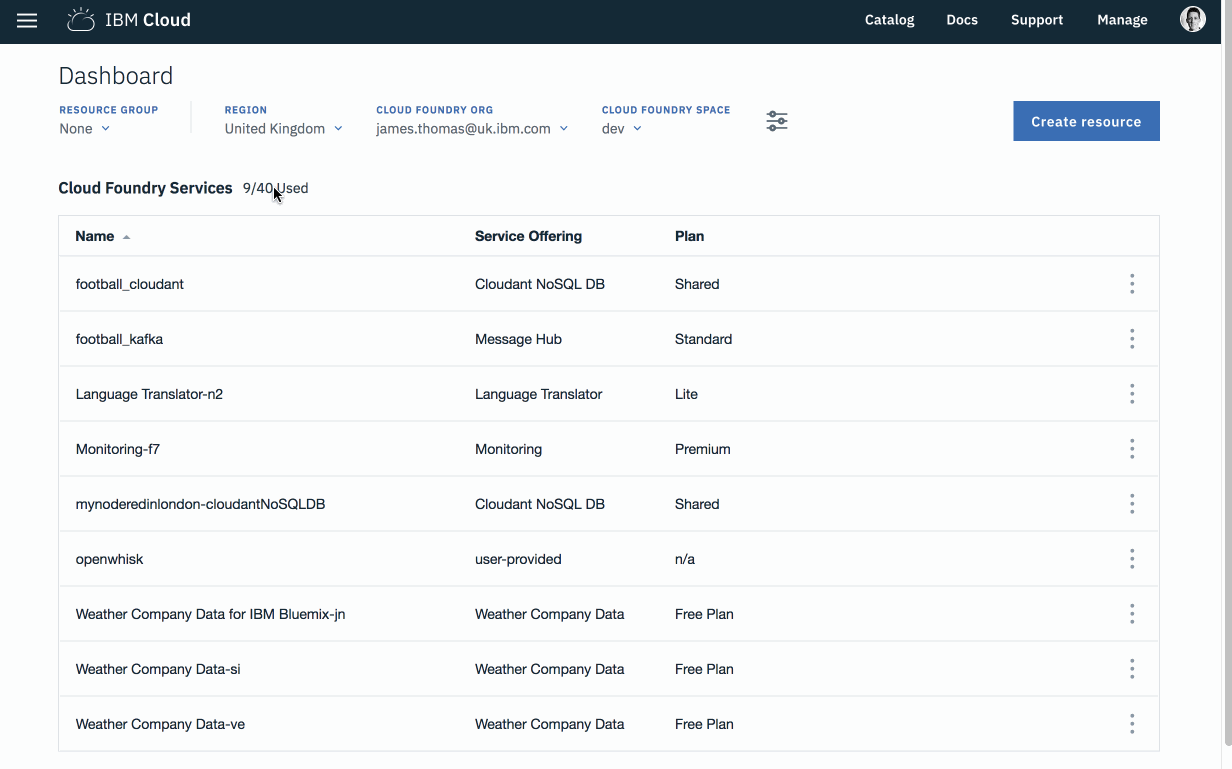 IBM Cloud Catalog Docs Support Manage
Dashboard
RESOURCE GROUP REGION CLOUD FOUNDRY ORG CLOUD FOUNDRY SPACE
None United Kingdom james.thomas@uk.ibm.com dev Create resource
Cloud Foundry Services 9/40 Used
Name Service Offering Plan
football_cloudant Cloudant NoSQL DB Shared
football_kafka Message Hub Standard
Language Translator-n2 Language Translator Lite
Monitoring-f7 Monitoring Premium
mynoderedinlondon-cloudantNoSQLDB Cloudant NoSQL DB Shared
openwhisk user-provided n/a
Weather Company Data for IBM Bluemix-jn Weather Company Data Free Plan
Weather Company Data-si Weather Company Data Free Plan
Weather Company Data-ve Weather Company Data Free Plan